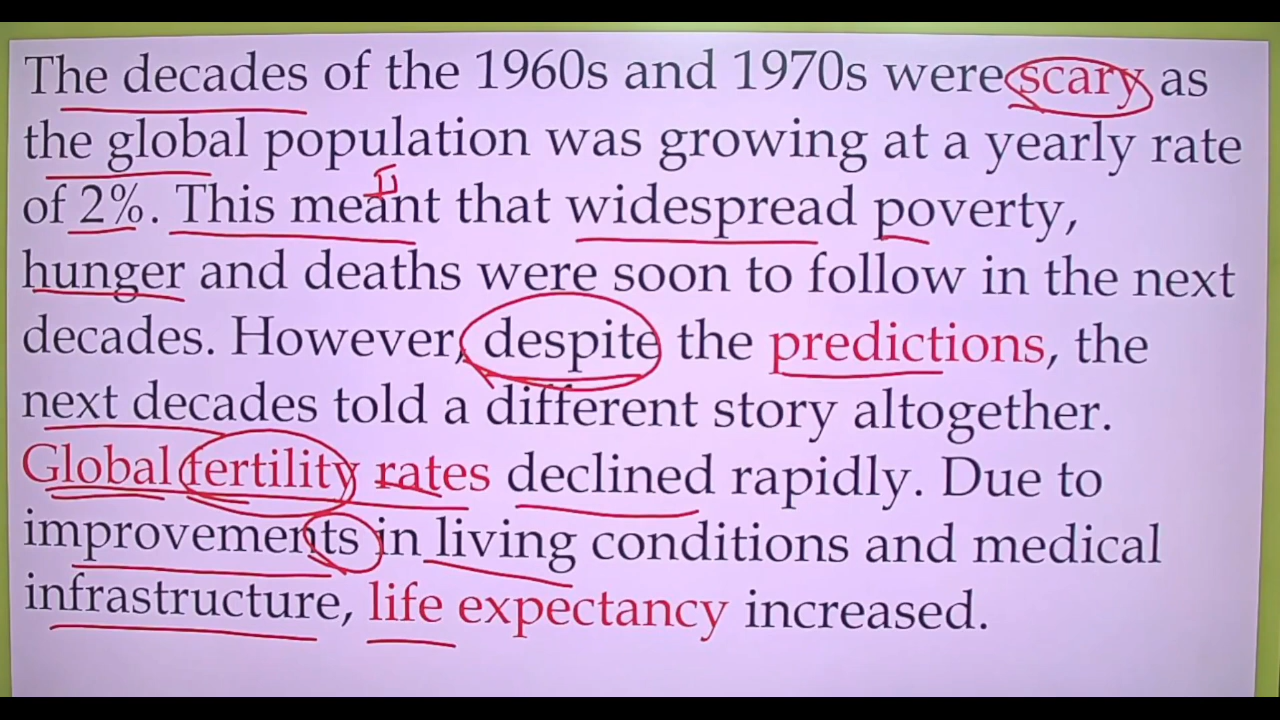 The decades of the 1960s and 1970s were scary as
the global population was growing at a yearly rate
of 2%. This meant that widespread poverty,
hunger and deaths were soon to follow in the next
decades. However, despite the predictions, the
next decades told a different story altogether.
Global fertility rates declined rapidly. Due to
improvements in living conditions and medical
infrastructure, life expectancy increased.